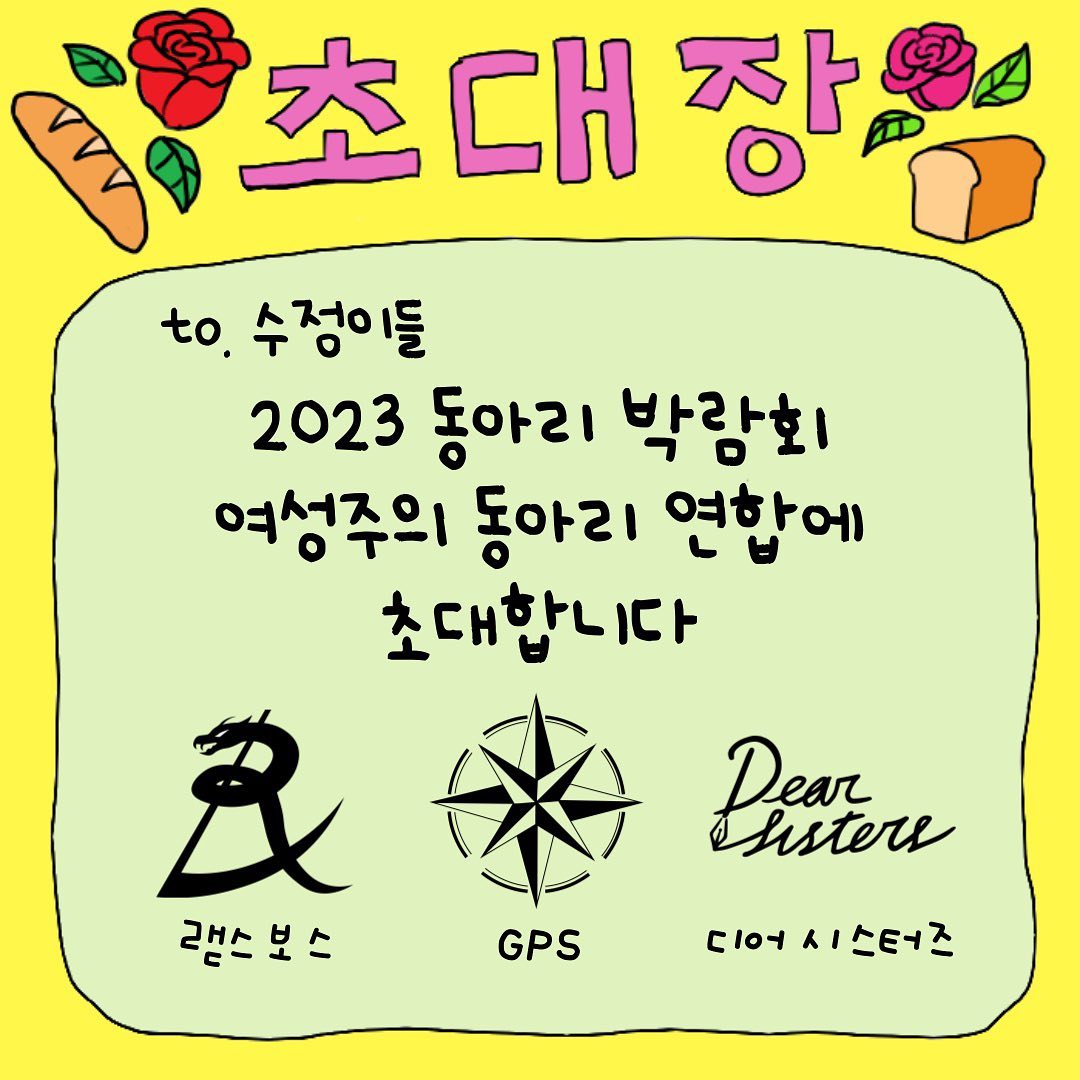 초대장
to. 수정이들
2023 동아리 박람회
여성주의 동아리 연합에
초대합니다
Dear
sisters
랟스보스
GPS
디어 시스터즈